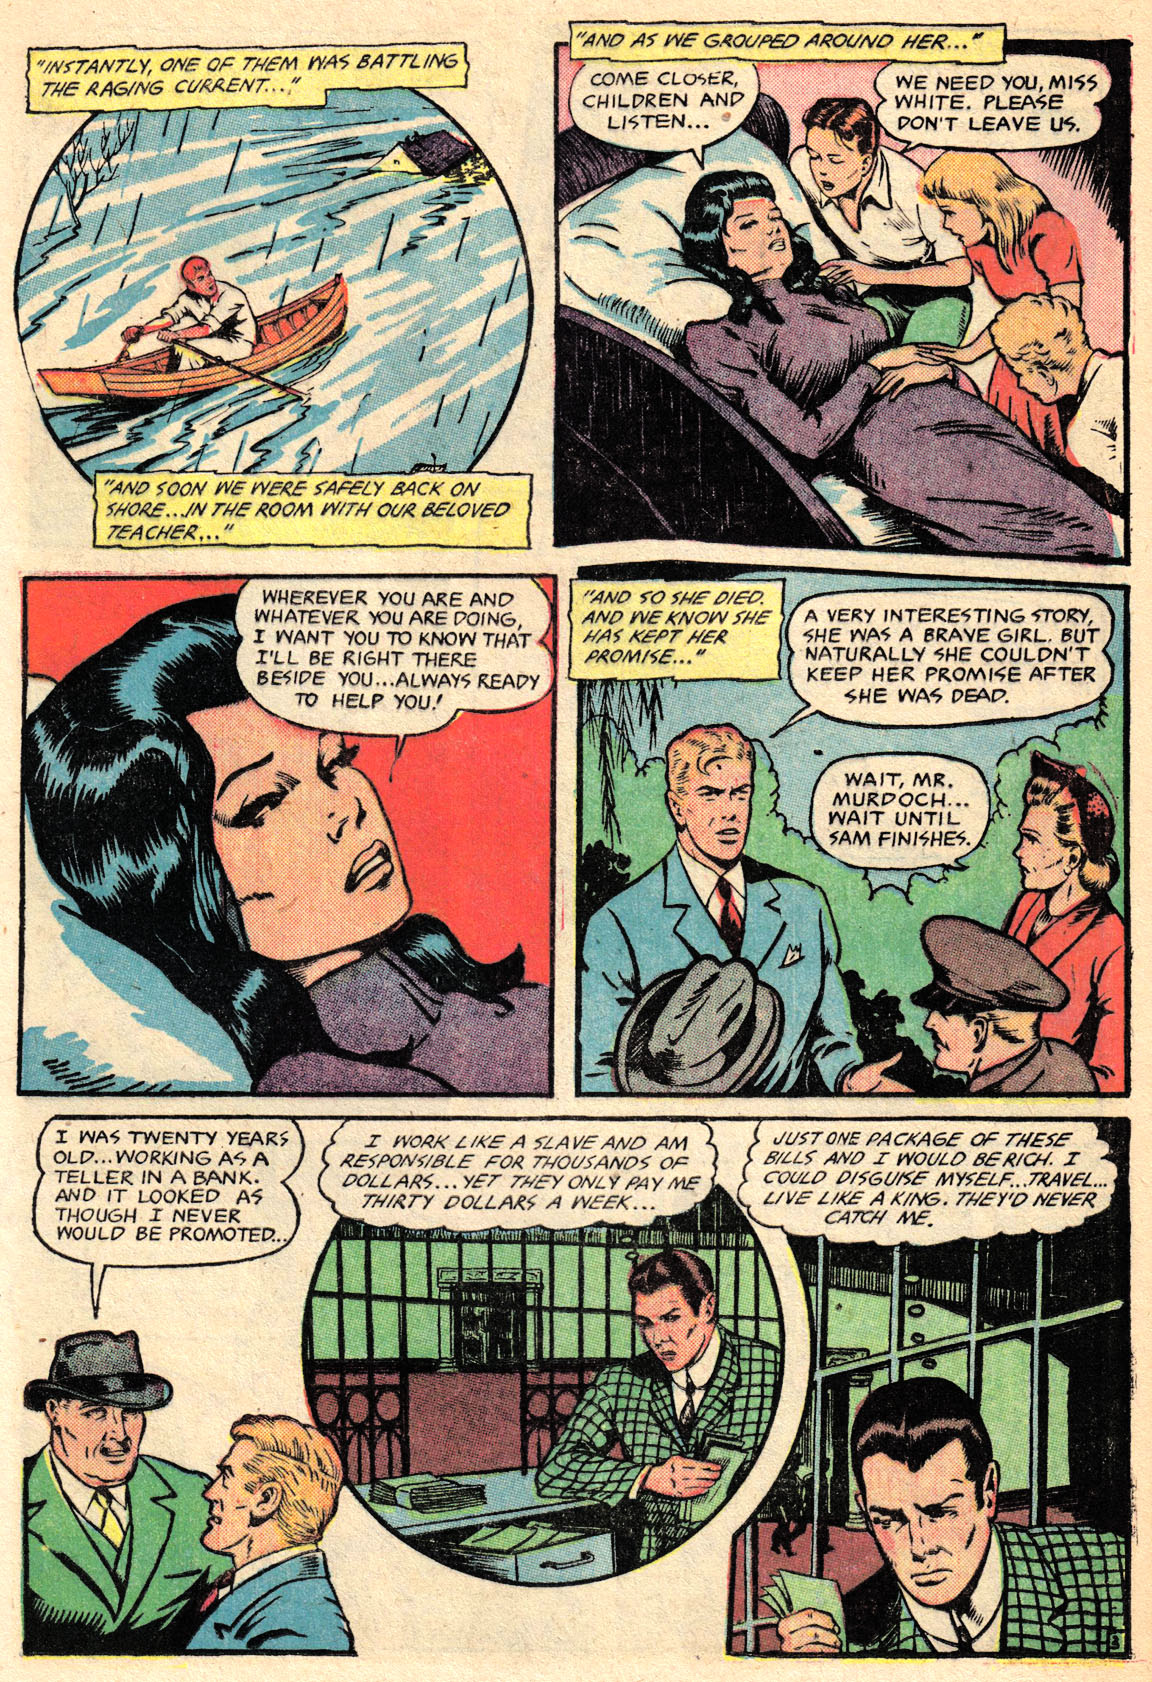 "INSTANTLY, ONE OF THEM WAS BATTLING
THE RAGING CURRENT..."
"AND SOON WE WERE SAFELY BACK ON
SHORE...IN THE ROOM WITH OUR BELOVED
TEACHER..."
"AND AS WE GROUPED AROUND HER..."
COME CLOSER,
CHILDREN AND
LISTEN...
WE NEED YOU, MISS
WHITE. PLEASE
DON'T LEAVE US.
WHEREVER YOU ARE AND
WHATEVER YOU ARE DOING,
I WANT YOU TO KNOW THAT
I'LL BE RIGHT THERE
BESIDE YOU...ALWAYS READY
TO HELP YOU!
"AND SO SHE DIED.
AND WE KNOW SHE
HAS KEPT HER
PROMISE..."
A VERY INTERESTING STORY,
SHE WAS A BRAVE GIRL. BUT
NATURALLY SHE COULDN'T
KEEP HER PROMISE AFTER
SHE WAS DEAD.
WAIT, MR.
MURDOCH...
WAIT UNTIL
SAM FINISHES.
I WAS TWENTY YEARS
OLD...WORKING AS A
TELLER IN A BANK.
AND IT LOOKED AS
THOUGH I NEVER
WOULD BE PROMOTED...
I WORK LIKE A SLAVE AND AM
RESPONSIBLE FOR THOUSANDS OF
DOLLARS...YET THEY ONLY PAY ME
THIRTY DOLLARS A WEEK...
JUST ONE PACKAGE OF THESE
BILLS AND I WOULD BE RICH. I
COULD DISGUISE MYSELF...TRAVEL...
LIVE LIKE A KING. THEY'D NEVER
CATCH ME.
3